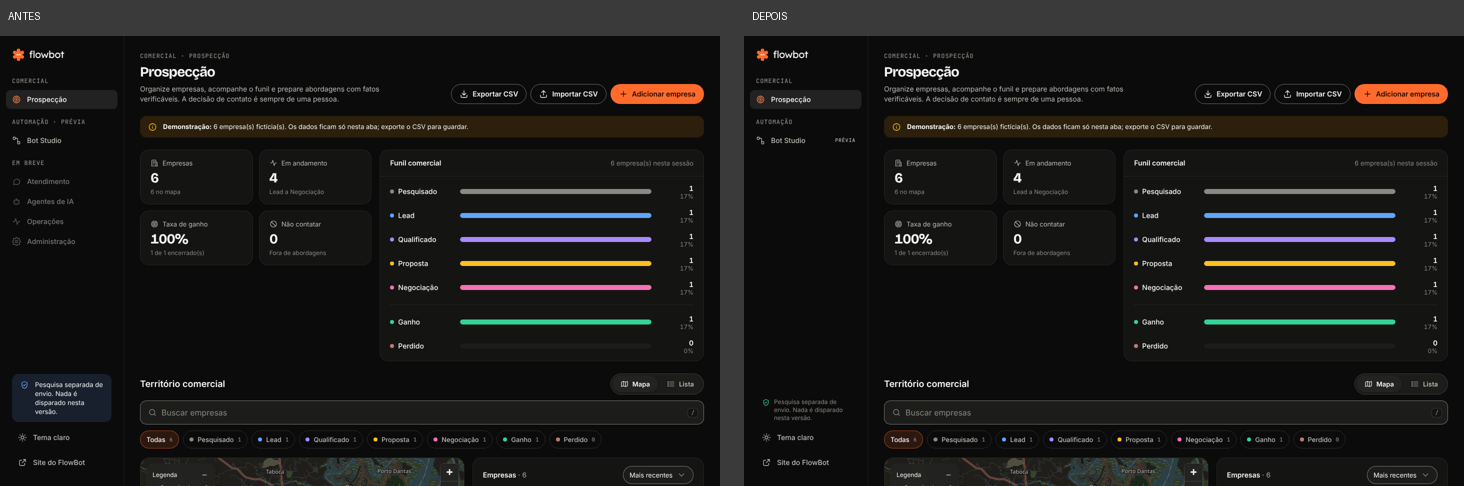 ANTES
flowbot
COMERCIAL
Prospecção
AUTOMAÇÃO · PRÉVIA
Bot Studio
EM BREVE
Atendimento
Agentes de IA
Operações
Administração
Pesquisa separada de
envio. Nada é
disparado nesta
versão.
Tema claro
Site do FlowBot
COMERCIAL · PROSPECÇÃO
Prospecção
Organize empresas, acompanhe o funil e prepare abordagens com fatos
verificáveis. A decisão de contato é sempre de uma pessoa.
Exportar CSV
Importar CSV
Adicionar empresa
Demonstração: 6 empresa(s) fictícia(s). Os dados ficam só nesta aba; exporte o CSV para guardar.
Empresas
6
6 no mapa
Em andamento
4
Lead a Negociação
Taxa de ganho
100%
1 de 1 encerrado(s)
Não contatar
0
Fora de abordagens
Funil comercial
6 empresa(s) nesta sessão
Pesquisado
1
17%
Lead
1
17%
Qualificado
1
17%
Proposta
1
17%
Negociação
1
17%
Ganho
1
17%
Perdido
0
0%
Território comercial
Mapa
Lista
Buscar empresas
/
Todas 6
Pesquisado 1
Lead 1
Qualificado 1
Proposta 1
Negociação 1
Ganho 1
Perdido 0
Legenda –
Taboca
Porto Dantas
+
Empresas · 6
Mais recentes
DEPOIS
flowbot
COMERCIAL
Prospecção
AUTOMAÇÃO
Bot Studio
PRÉVIA
Pesquisa separada de
envio. Nada é disparado
nesta versão.
Tema claro
Site do FlowBot
COMERCIAL · PROSPECÇÃO
Prospecção
Organize empresas, acompanhe o funil e prepare abordagens com fatos
verificáveis. A decisão de contato é sempre de uma pessoa.
Exportar CSV
Importar CSV
Adicionar empresa
Demonstração: 6 empresa(s) fictícia(s). Os dados ficam só nesta aba; exporte o CSV para guardar.
Empresas
6
6 no mapa
Em andamento
4
Lead a Negociação
Taxa de ganho
100%
1 de 1 encerrado(s)
Não contatar
0
Fora de abordagens
Funil comercial
6 empresa(s) nesta sessão
Pesquisado
1
17%
Lead
1
17%
Qualificado
1
17%
Proposta
1
17%
Negociação
1
17%
Ganho
1
17%
Perdido
0
0%
Território comercial
Mapa
Lista
Buscar empresas
/
Todas 6
Pesquisado 1
Lead 1
Qualificado 1
Proposta 1
Negociação 1
Ganho 1
Perdido 0
Legenda –
Taboca
Porto Dantas
+
Empresas · 6
Mais recentes